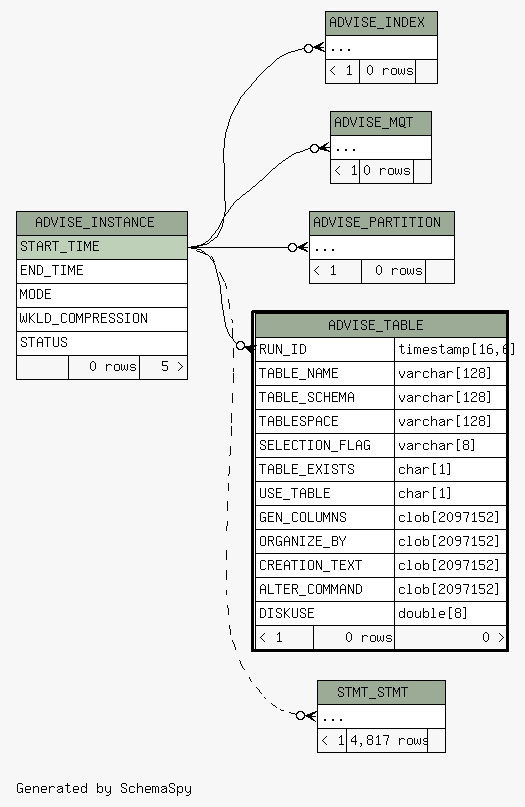 ADVISE_INDEX
...
< 1 0 rows
ADVISE_MQT
...
< 1 0 rows
ADVISE_INSTANCE
START_TIME
END_TIME
MODE
WKLD_COMPRESSION
STATUS
0 rows 5 >
ADVISE_PARTITION
...
< 1 0 rows
ADVISE_TABLE
RUN_ID timestamp[16,6]
TABLE_NAME varchar[128]
TABLE_SCHEMA varchar[128]
TABLESPACE varchar[128]
SELECTION_FLAG varchar[8]
TABLE_EXISTS char[1]
USE_TABLE char[1]
GEN_COLUMNS clob[2097152]
ORGANIZE_BY clob[2097152]
CREATION_TEXT clob[2097152]
ALTER_COMMAND clob[2097152]
DISKUSE double[8]
< 1 0 rows 0 >
STMT_STMT
...
< 1 4,817 rows
Generated by SchemaSpy